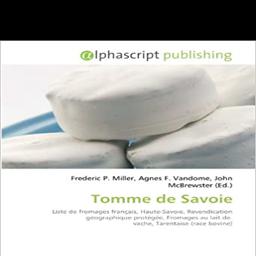 alphascript publishing
Frederic P. Miller, Agnes F. Vandome, John
McBrewster (Ed.)
Tomme de Savoie
Liste de fromages français, Haute-Savoie, Revendication
géographique protégée, Fromages au lait de
vache, Tarentaise (race bovine)